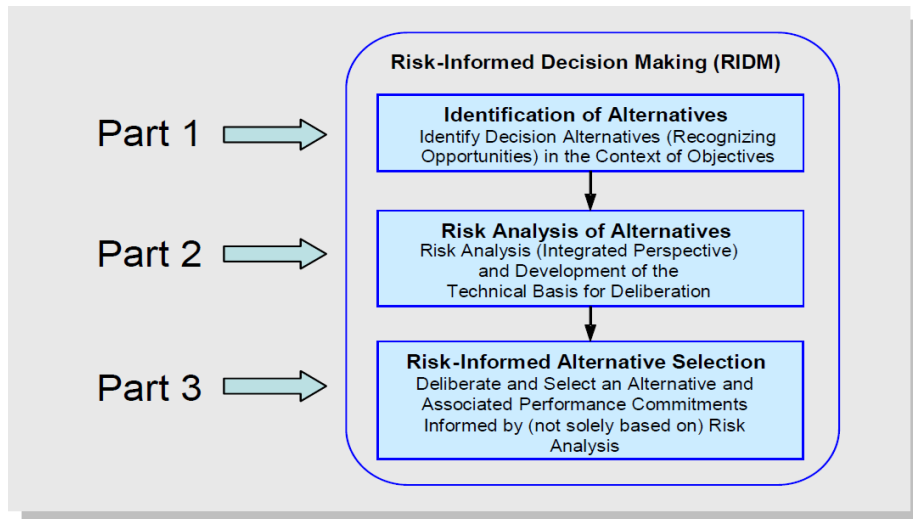 Risk-Informed Decision Making (RIDM)
Part 1
Identification of Alternatives
Identify Decision Alternatives (Recognizing
Opportunities) in the Context of Objectives
Part 2
Risk Analysis of Alternatives
Risk Analysis (Integrated Perspective)
and Development of the
Technical Basis for Deliberation
Part 3
Risk-Informed Alternative Selection
Deliberate and Select an Alternative and
Associated Performance Commitments
Informed by (not solely based on) Risk
Analysis